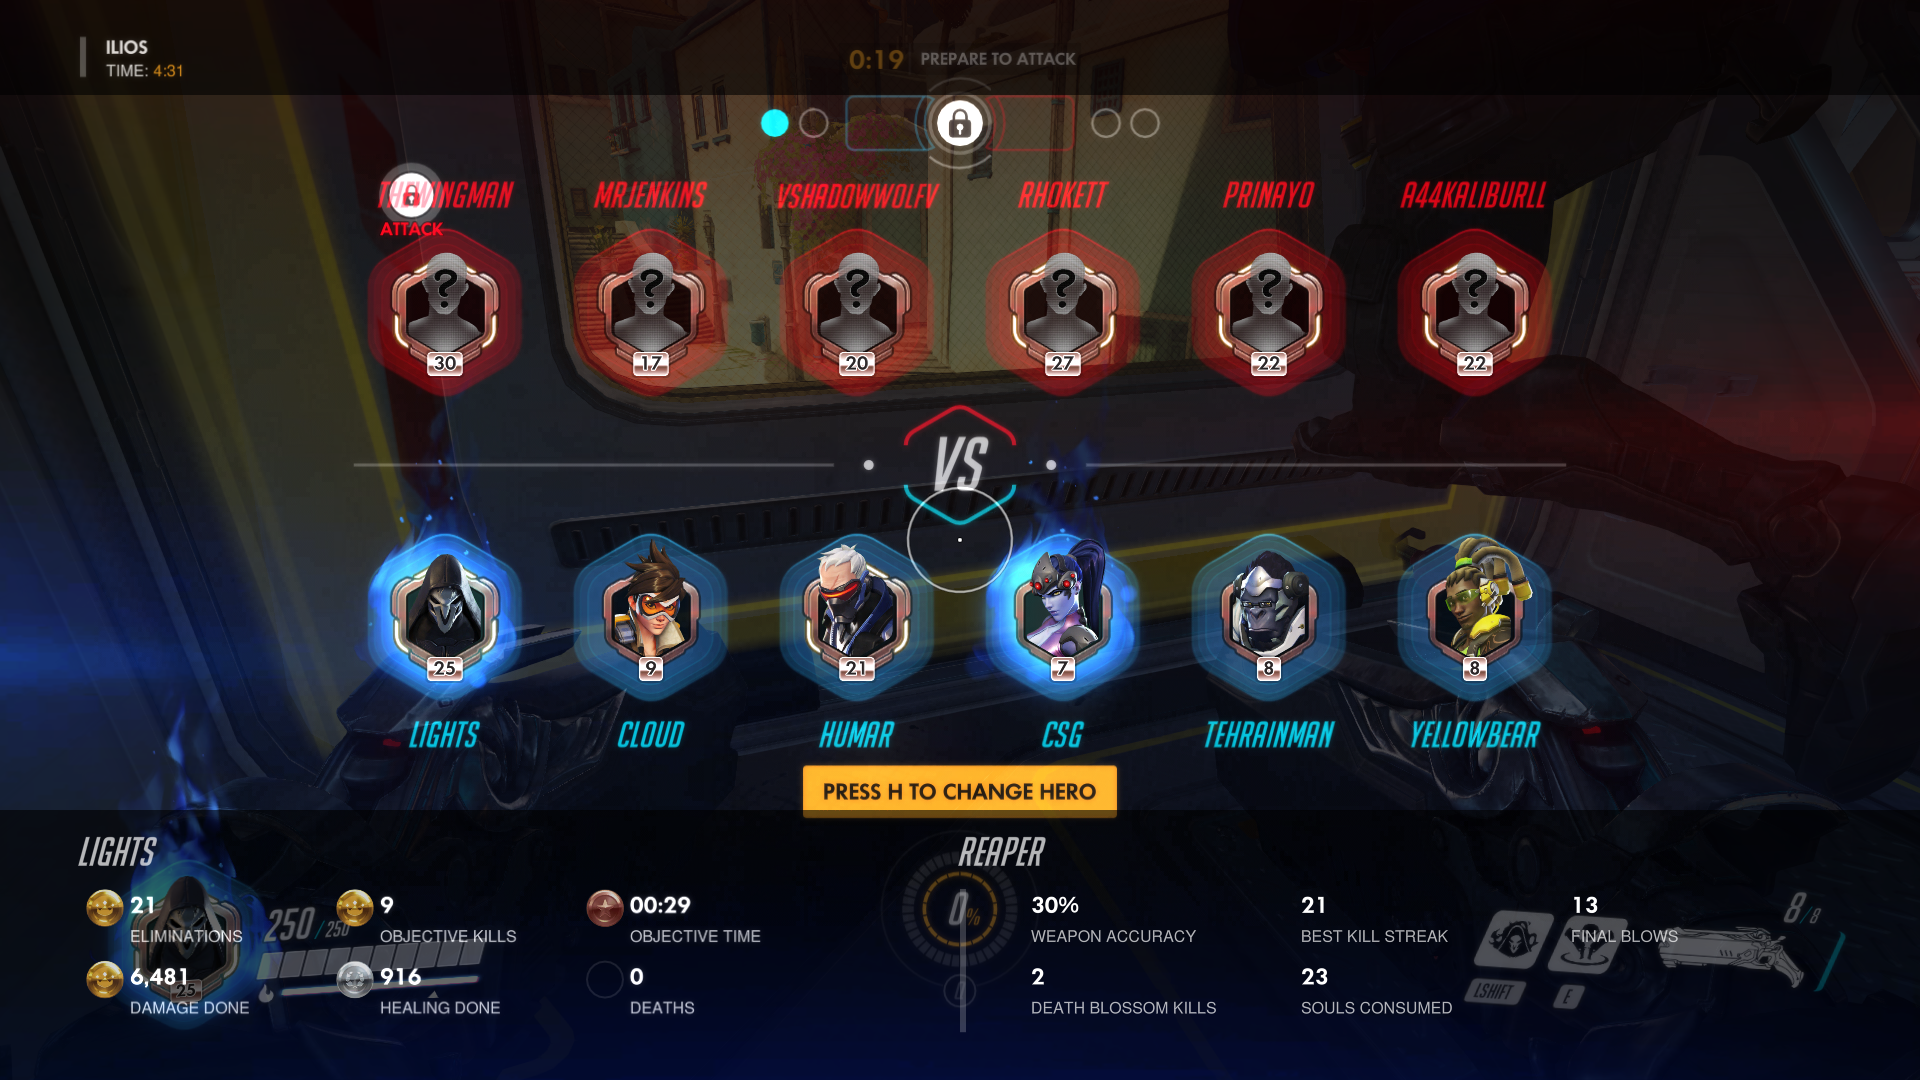 ILIOS
TIME: 4:31
0:19 PREPARE TO ATTACK
THEWINGMAN MRJENKINS VSHADOWWOLFV RHOKETT PRINAYO A44KALIBURLL
ATTACK
? ? ? ? ? ?
30 17 20 27 22 22
VS
25 9 21 7 8 8
LIGHTS CLOUD HUMAR CSG TEHRAINMAN YELLOWBEAR
PRESS H TO CHANGE HERO
LIGHTS REAPER
21 9 00:29 30% 21 13
ELIMINATIONS OBJECTIVE KILLS OBJECTIVE TIME WEAPON ACCURACY BEST KILL STREAK FINAL BLOWS
250/250 0% 8/8
6,481 916 0 2 23
DAMAGE DONE HEALING DONE DEATHS DEATH BLOSSOM KILLS SOULS CONSUMED
25 0 LSHIFT E